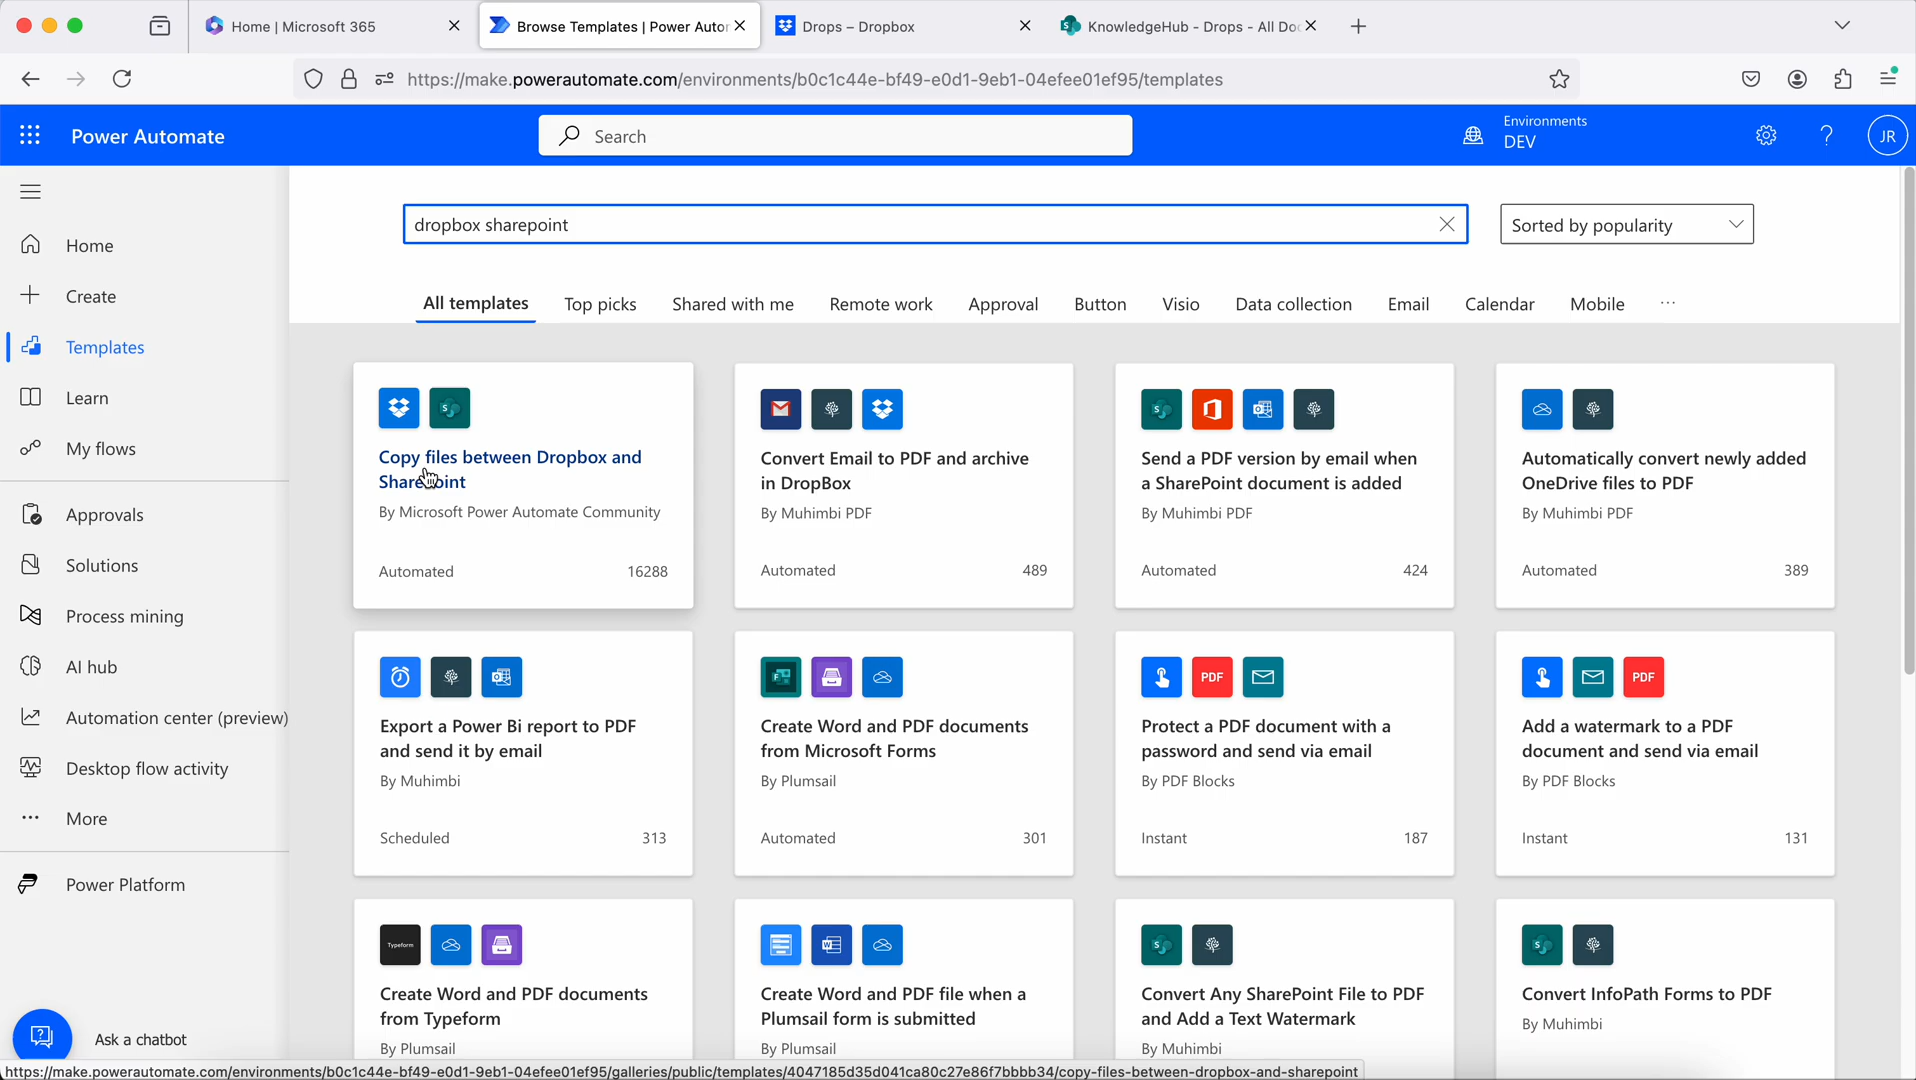 Home | Microsoft 365
Browse Templates | Power Autor
Drops – Dropbox
KnowledgeHub - Drops - All Doc
https://make.powerautomate.com/environments/b0c1c44e-bf49-e0d1-9eb1-04efee01ef95/templates
Power Automate
Search
Environments
DEV
JR
dropbox sharepoint
Sorted by popularity
Home
Create
Templates
Learn
My flows
Approvals
Solutions
Process mining
AI hub
Automation center (preview)
Desktop flow activity
More
Power Platform
Ask a chatbot
All templates
Top picks
Shared with me
Remote work
Approval
Button
Visio
Data collection
Email
Calendar
Mobile
Copy files between Dropbox and
SharePoint
By Microsoft Power Automate Community
Automated 16288
Convert Email to PDF and archive
in DropBox
By Muhimbi PDF
Automated 489
Send a PDF version by email when
a SharePoint document is added
By Muhimbi PDF
Automated 424
Automatically convert newly added
OneDrive files to PDF
By Muhimbi PDF
Automated 389
Export a Power Bi report to PDF
and send it by email
By Muhimbi
Scheduled 313
Create Word and PDF documents
from Microsoft Forms
By Plumsail
Automated 301
PDF
Protect a PDF document with a
password and send via email
By PDF Blocks
Instant 187
PDF
Add a watermark to a PDF
document and send via email
By PDF Blocks
Instant 131
Typeform
Create Word and PDF documents
from Typeform
By Plumsail
Create Word and PDF file when a
Plumsail form is submitted
By Plumsail
Convert Any SharePoint File to PDF
and Add a Text Watermark
By Muhimbi
Convert InfoPath Forms to PDF
By Muhimbi
https://make.powerautomate.com/environments/b0c1c44e-bf49-e0d1-9eb1-04efee01ef95/galleries/public/templates/4047185d35d041ca80c27e86f7bbbb34/copy-files-between-dropbox-and-sharepoint